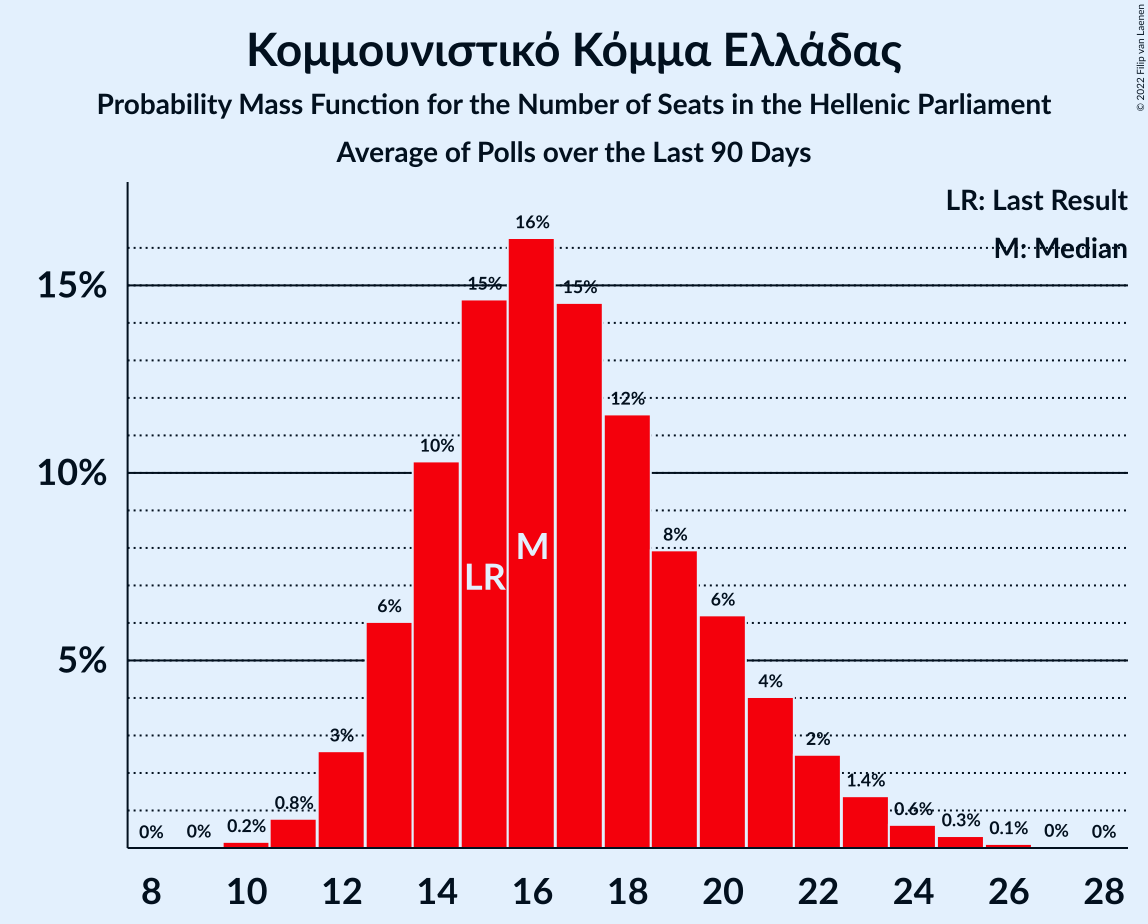 Κομμουνιστικό Κόμμα Ελλάδας
Probability Mass Function for the Number of Seats in the Hellenic Parliament
Average of Polls over the Last 90 Days
© 2022 Filip van Laenen
LR: Last Result
M: Median
15%
10%
5%
0%
0%
0.2%
0.8%
3%
6%
10%
15%
16%
15%
12%
8%
6%
4%
2%
1.4%
0.6%
0.3%
0.1%
0%
0%
LR
M
8 10 12 14 16 18 20 22 24 26 28